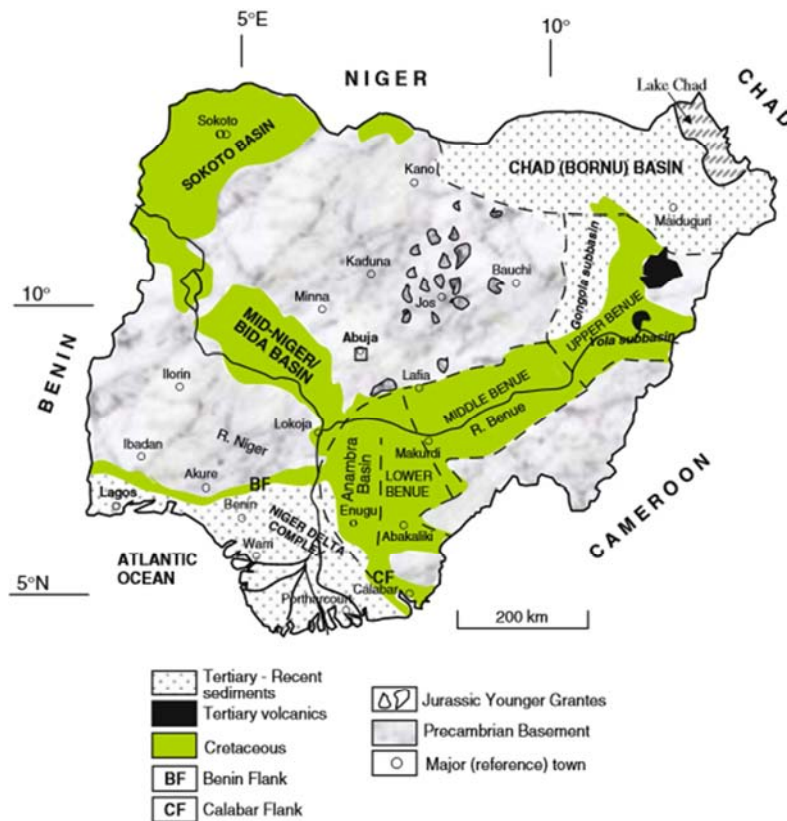 5°E
10°
NIGER
CHAD
Lake Chad
Sokoto
SOKOTO BASIN
Kano
CHAD (BORNU) BASIN
Maiduguri
Kaduna
Bauchi
Gongola subbasin
Jos
Minna
10°
MID-NIGER/
BIDA BASIN
Abuja
UPPER BENUE
Yola subbasin
BENIN
Ilorin
Lafia
MIDDLE BENUE
R. Benue
Lokoja
R. Niger
Makurdi
Ibadan
Anambra
Basin
LOWER
BENUE
CAMEROON
Akure
BF
Lagos
Benin
Enugu
NIGER DELTA
COMPLEX
Abakaliki
Warri
ATLANTIC
OCEAN
5°N
CF
Calabar
Portharcourt
200 km
Tertiary - Recent
sediments
Tertiary volcanics
Cretaceous
BF Benin Flank
CF Calabar Flank
Jurassic Younger Grantes
Precambrian Basement
Major (reference) town